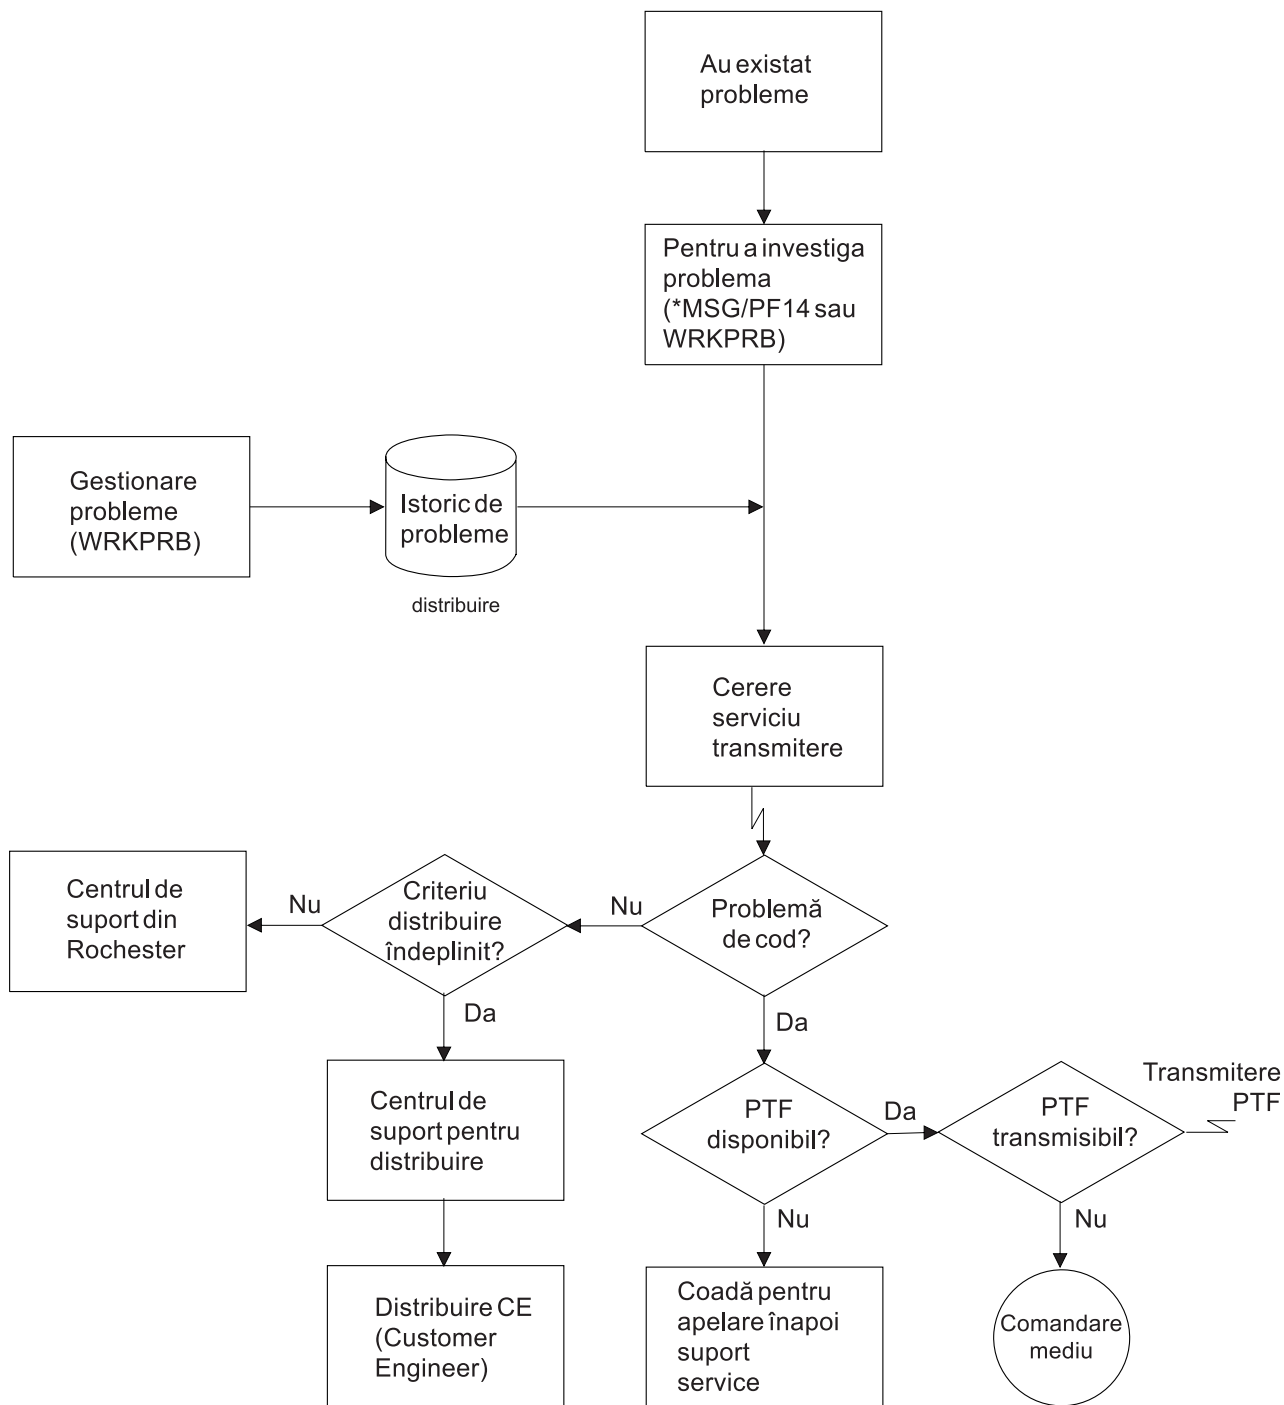 Au existat
probleme
Pentru a investiga
problema
(*MSG/PF14 sau
WRKPRB)
Gestionare
probleme
(WRKPRB)
Istoric de
probleme
distribuire
Cerere
serviciu
transmitere
Centrul de
suport din
Rochester
Nu
Criteriu
distribuire
îndeplinit?
Nu
Problemă
de cod?
Da
Da
Centrul de
suport pentru
distribuire
PTF
disponibil?
Da
PTF
transmisibil?
Transmitere
PTF
Nu
Nu
Distribuire CE
(Customer
Engineer)
Coadă pentru
apelare înapoi
suport
service
Comandare
mediu